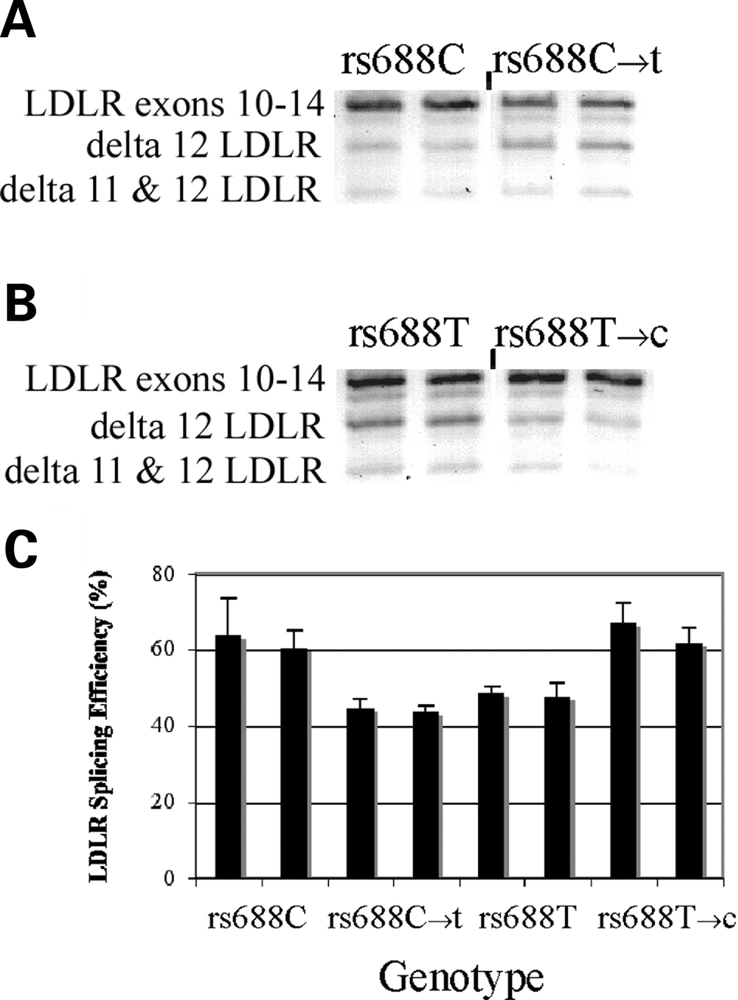 A
rs688C rs688C→t
LDLR exons 10-14
delta 12 LDLR
delta 11 & 12 LDLR
B
rs688T rs688T→c
LDLR exons 10-14
delta 12 LDLR
delta 11 & 12 LDLR
C
LDLR Splicing Efficiency (%)
80
60
40
20
0
rs688C rs688C→t rs688T rs688T→c
Genotype